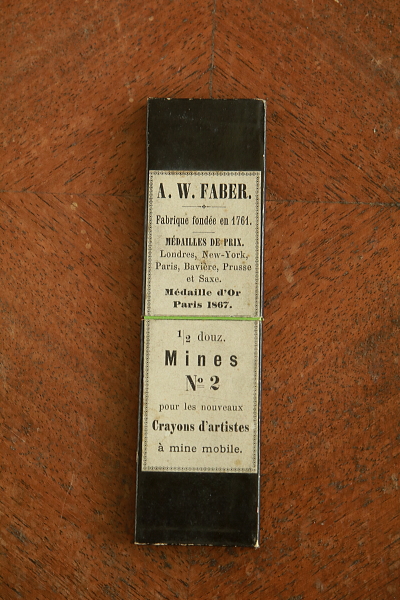 A. W. FABER.
Fabrique fondée en 1761.
MÉDAILLES DE PRIX.
Londres, New-York,
Paris, Bavière, Prusse
et Saxe.
Médaille d'Or
Paris 1867.
1/2 douz.
Mines
Nº 2
pour les nouveaux
Crayons d'artistes
à mine mobile.